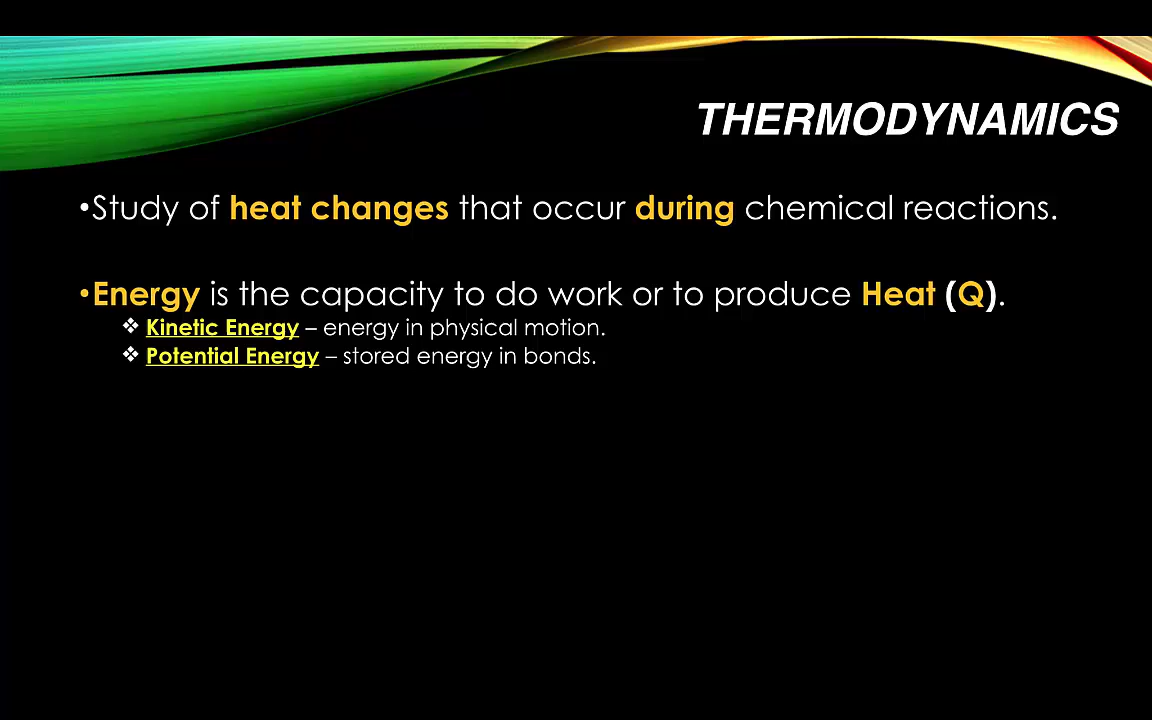 THERMODYNAMICS
•Study of heat changes that occur during chemical reactions.
•Energy is the capacity to do work or to produce Heat (Q).
❖ Kinetic Energy – energy in physical motion.
❖ Potential Energy – stored energy in bonds.